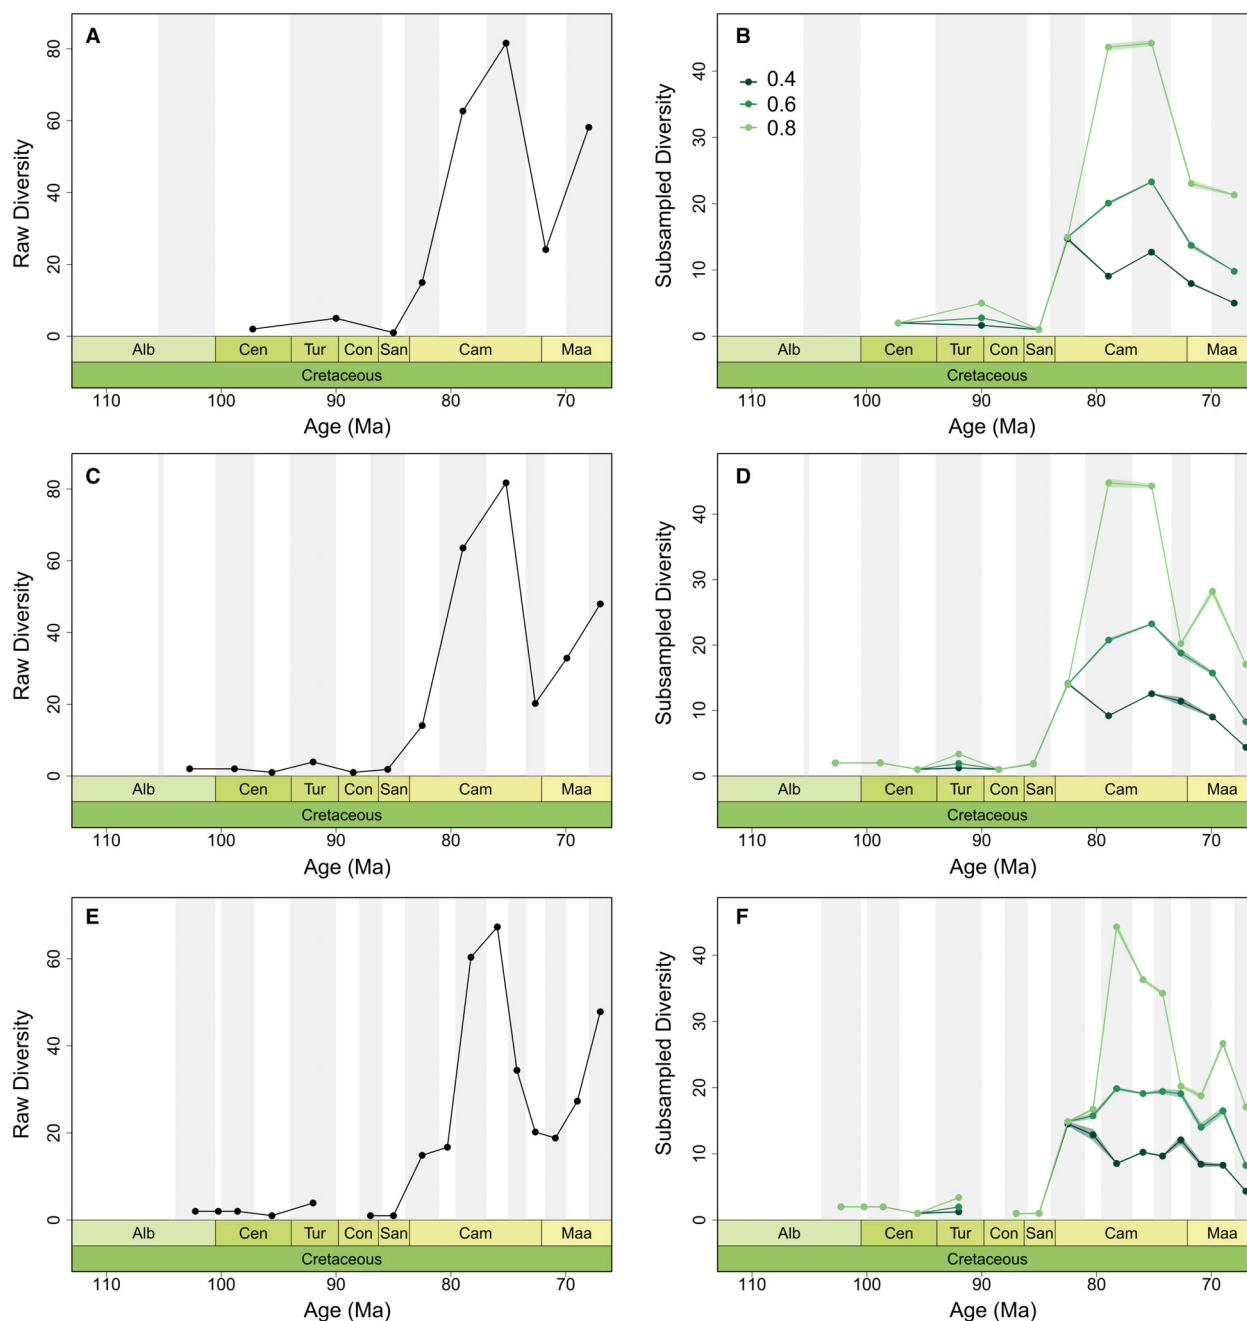 A
Raw Diversity
80
60
40
20
0
Alb Cen Tur Con San Cam Maa
Cretaceous
110 100 90 80 70
Age (Ma)
B
0.4
0.6
0.8
Subsampled Diversity
40
30
20
10
0
Alb Cen Tur Con San Cam Maa
Cretaceous
110 100 90 80 70
Age (Ma)
C
Raw Diversity
80
60
40
20
0
Alb Cen Tur Con San Cam Maa
Cretaceous
110 100 90 80 70
Age (Ma)
D
Subsampled Diversity
40
30
20
10
0
Alb Cen Tur Con San Cam Maa
Cretaceous
110 100 90 80 70
Age (Ma)
E
Raw Diversity
60
40
20
0
Alb Cen Tur Con San Cam Maa
Cretaceous
110 100 90 80 70
Age (Ma)
F
Subsampled Diversity
40
30
20
10
0
Alb Cen Tur Con San Cam Maa
Cretaceous
110 100 90 80 70
Age (Ma)